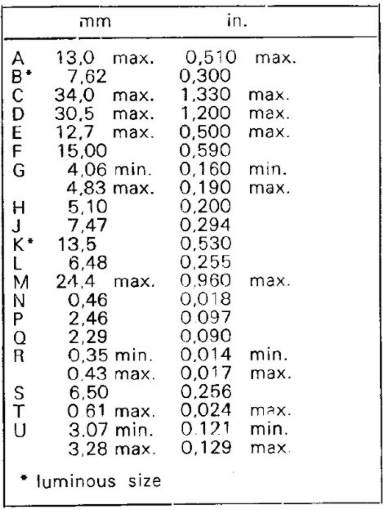 mm in.
A 13,0 max. 0,510 max.
B* 7,62 0,300
C 34,0 max. 1,330 max.
D 30,5 max. 1,200 max.
E 12,7 max. 0,500 max.
F 15,00 0,590
G 4,06 min. 0,160 min.
4,83 max. 0,190 max.
H 5,10 0,200
J 7,47 0,294
K* 13,5 0,530
L 6,48 0,255
M 24,4 max. 0.960 max.
N 0,46 0,018
P 2,46 0 097
Q 2,29 0,090
R 0,35 min. 0,014 min.
0,43 max. 0,017 max.
S 6,50 0,256
T 0 61 max. 0,024 max.
U 3.07 min. 0.121 min.
3,28 max. 0,129 max.
* luminous size